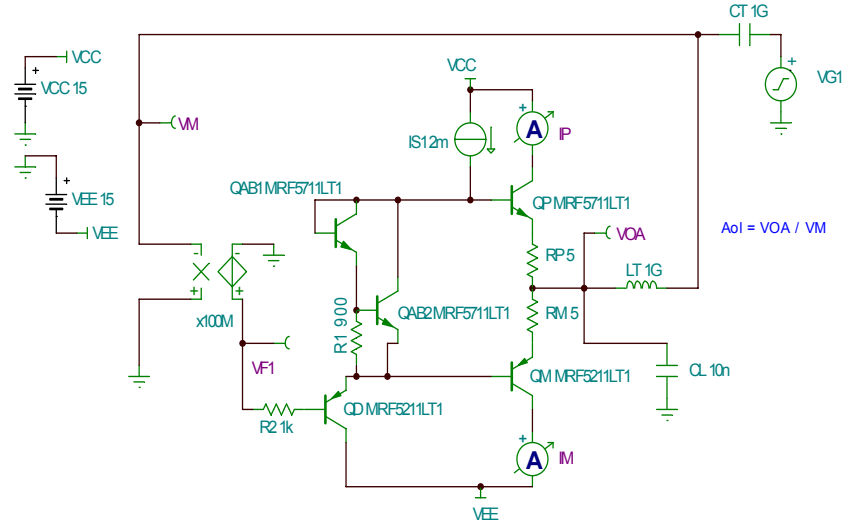 CT 1G
VCC
VCC 15
VCC
VG1
+
VM
IS1 2m
A
IP
QAB1 MRF5711LT1
VEE 15
VEE
QP MRF5711LT1
VOA
Aol = VOA / VM
RP 5
LT 1G
x100M
R1 900
QAB2 MRF5711LT1
RM 5
VF1
QM MRF5211LT1
CL 10n
QD MRF5211LT1
R2 1k
A
IM
VEE